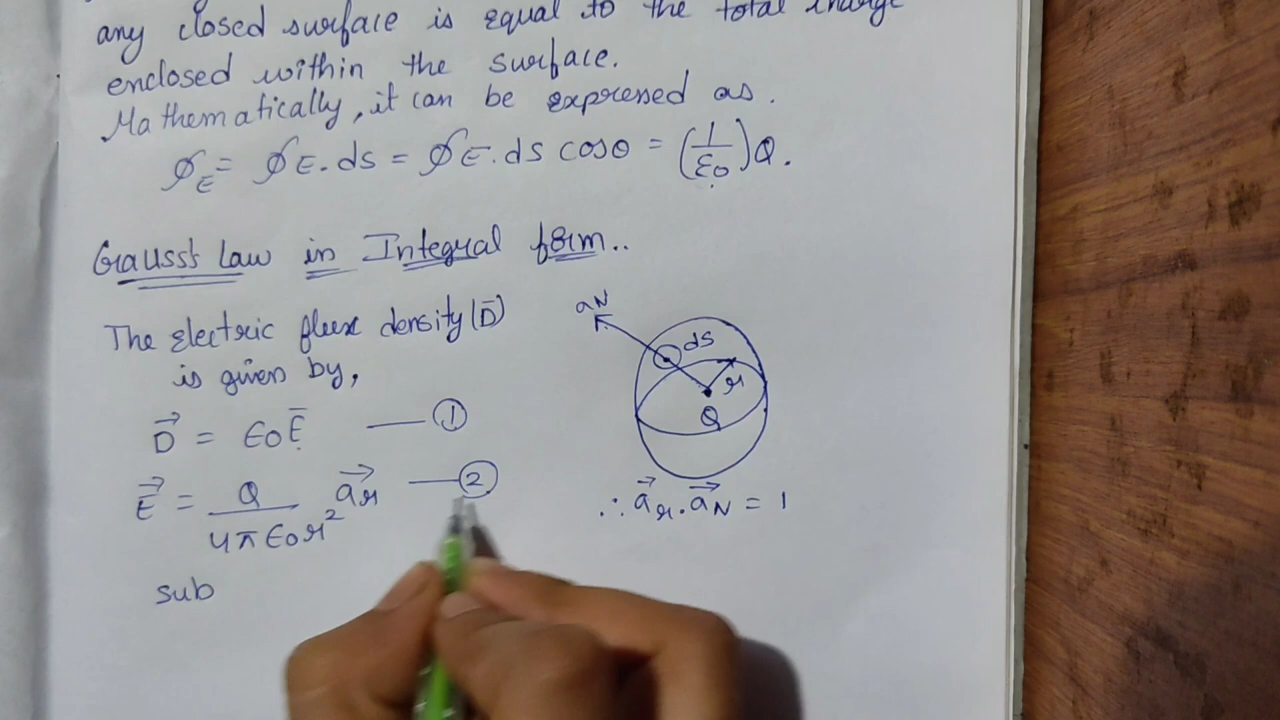 any closed surface is equal to the total charge
enclosed within the surface.
Mathematically, it can be expressed as.
∅E = ∮E.ds = ∮E.ds cosθ = (1/ε0)Q.
Gauss's Law in Integral form..
The electric flux density (D̅)
is given by,
D⃗ = ϵ0 E̅ —— ①
E⃗ = Q/4πϵ0r² a⃗r —— ②
sub
aN
ds
r
Q
∴ a⃗r . a⃗N = 1